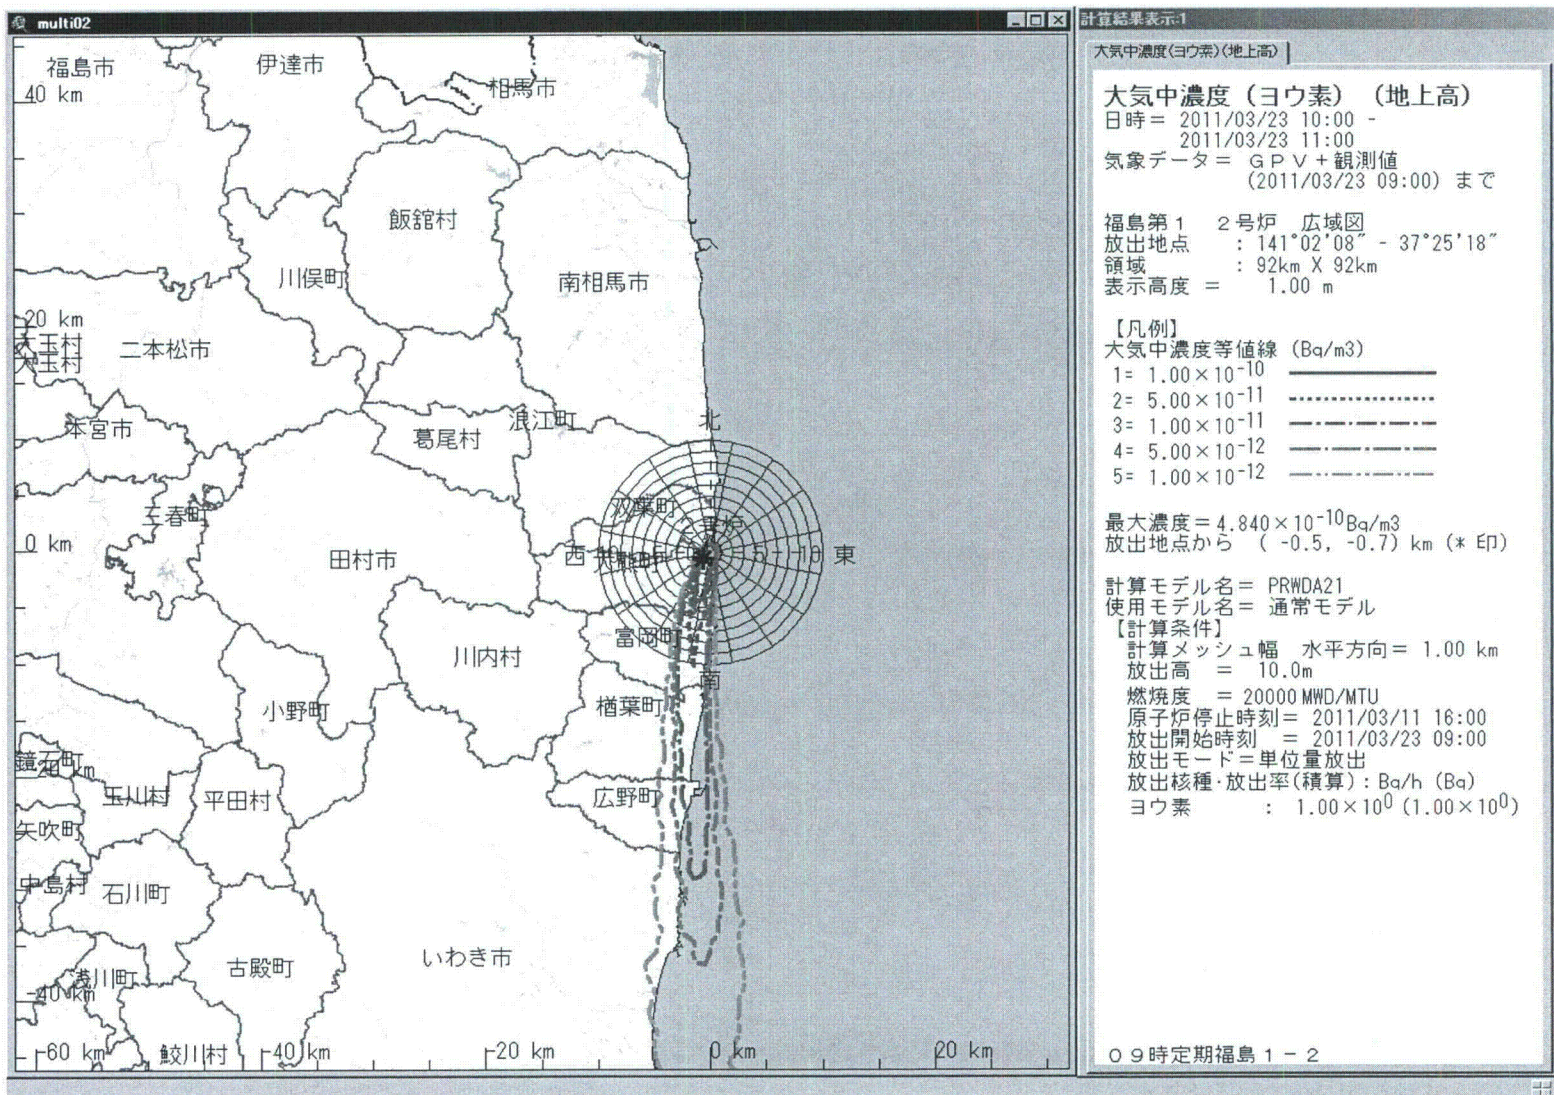 multi02
福島市
伊達市
相馬市
40 km
飯舘村
川俣町
南相馬市
20 km
大玉村
大玉村
二本松市
本宮市
浪江町
北
葛尾村
双葉町
三春町
0 km
田村市
西
5
10
東
富岡町
川内村
南
小野町
楢葉町
鏡石町
玉川村
平田村
広野町
矢吹町
中島村
石川町
いわき市
古殿町
浅川町
-40 km
鮫川村
-60 km
-40 km
-20 km
0 km
20 km
計算結果表示:1
大気中濃度(ヨウ素)(地上高)
大気中濃度(ヨウ素) (地上高)
日時= 2011/03/23 10:00 -
2011/03/23 11:00
気象データ= GPV+観測値
(2011/03/23 09:00) まで
福島第1 2号炉 広域図
放出地点 : 141°02'08" - 37°25'18"
領域 : 92km X 92km
表示高度 = 1.00 m
【凡例】
大気中濃度等値線 (Bq/m3)
1= 1.00×10-10
2= 5.00×10-11
3= 1.00×10-11
4= 5.00×10-12
5= 1.00×10-12
最大濃度=4.840×10-10Bq/m3
放出地点から ( -0.5, -0.7) km (* 印)
計算モデル名= PRWDA21
使用モデル名= 通常モデル
【計算条件】
計算メッシュ幅 水平方向= 1.00 km
放出高 = 10.0m
燃焼度 = 20000MWD/MTU
原子炉停止時刻= 2011/03/11 16:00
放出開始時刻 = 2011/03/23 09:00
放出モード=単位量放出
放出核種・放出率(積算):Bq/h (Bq)
ヨウ素 : 1.00×100 (1.00×100)
09時定期福島1-2